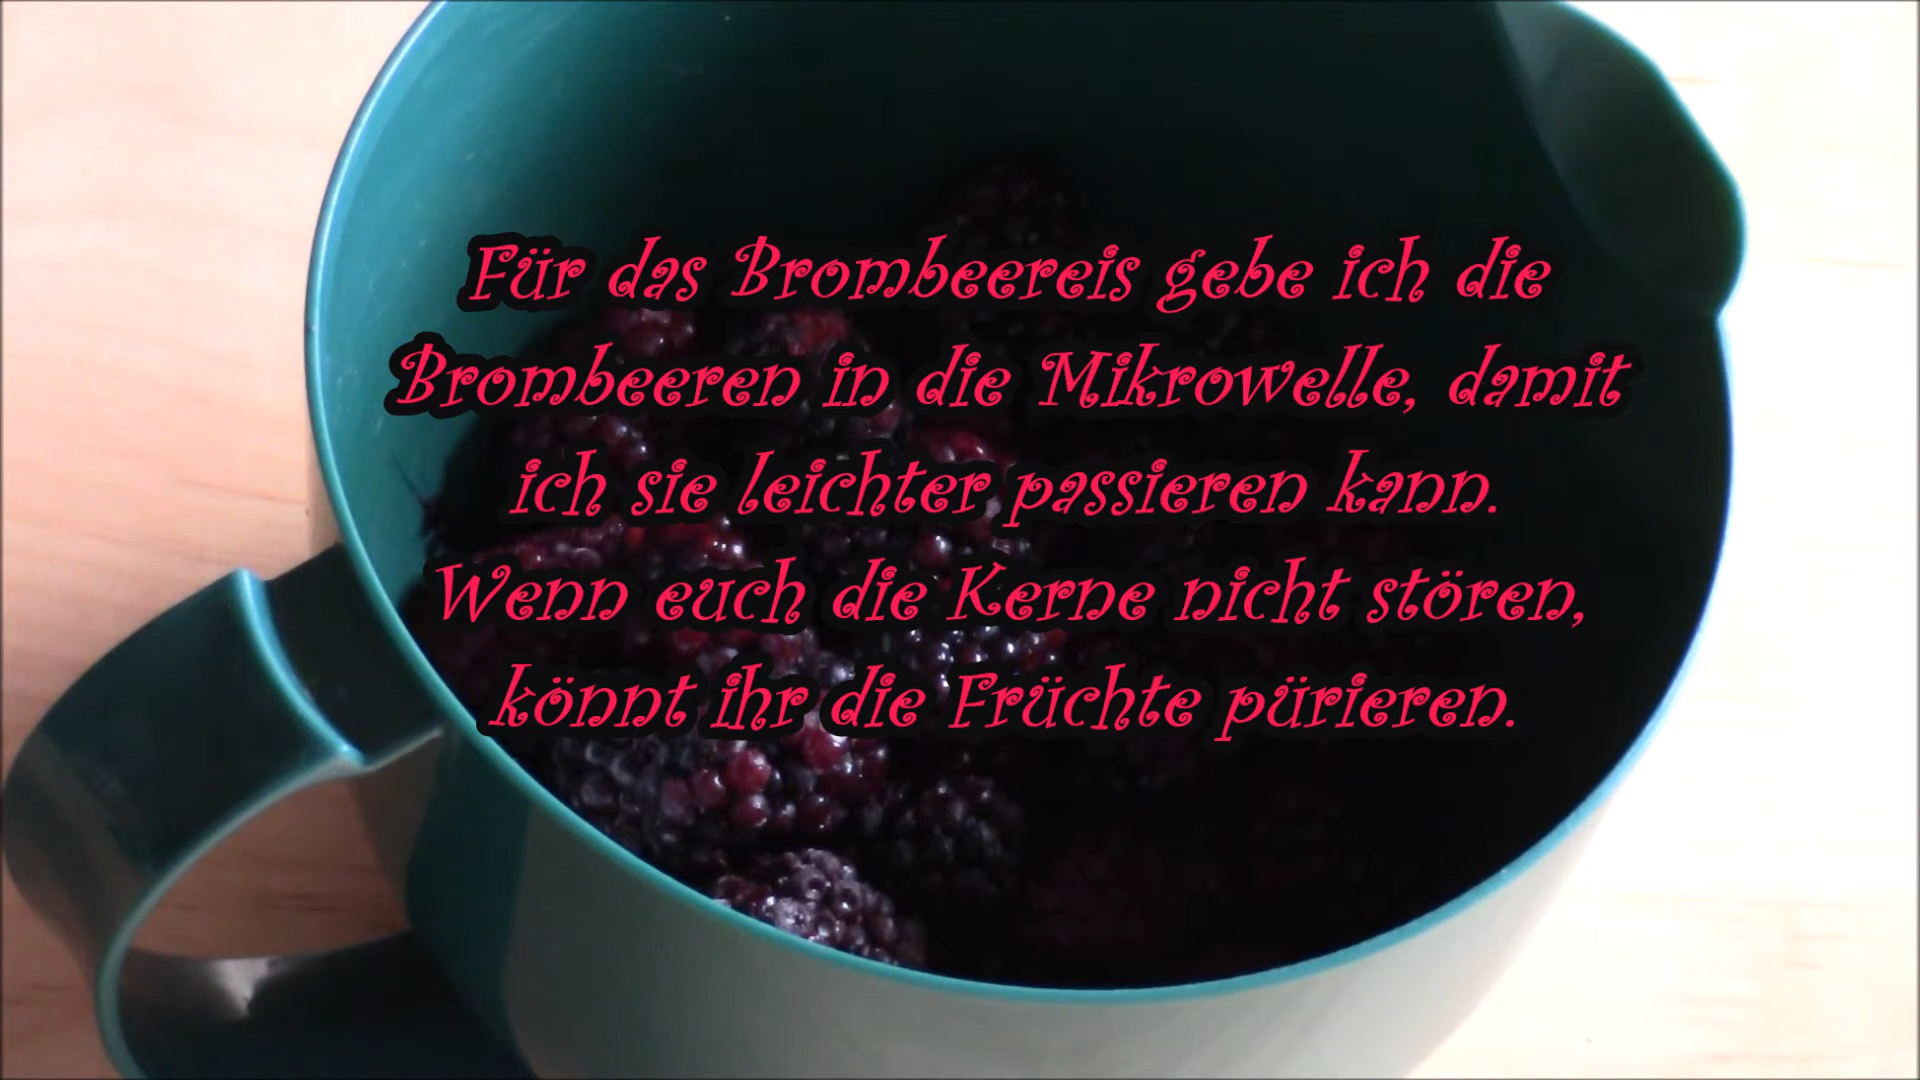 Für das Brombeereis gebe ich die
Brombeeren in die Mikrowelle, damit
ich sie leichter passieren kann.
Wenn euch die Kerne nicht stören,
könnt ihr die Früchte pürieren.